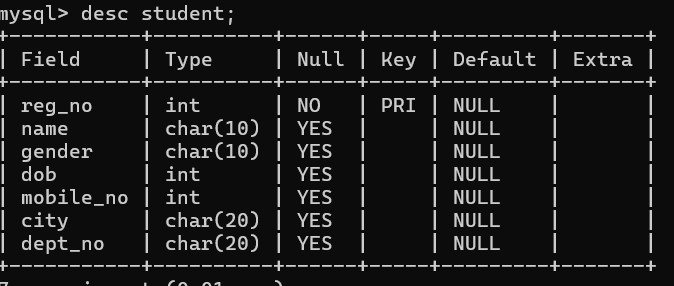 mysql> desc student;
+-----------+----------+------+-----+---------+-------+
| Field     | Type     | Null | Key | Default | Extra |
+-----------+----------+------+-----+---------+-------+
| reg_no    | int      | NO   | PRI | NULL    |       |
| name      | char(10) | YES  |     | NULL    |       |
| gender    | char(10) | YES  |     | NULL    |       |
| dob       | int      | YES  |     | NULL    |       |
| mobile_no | int      | YES  |     | NULL    |       |
| city      | char(20) | YES  |     | NULL    |       |
| dept_no   | char(20) | YES  |     | NULL    |       |
+-----------+----------+------+-----+---------+-------+